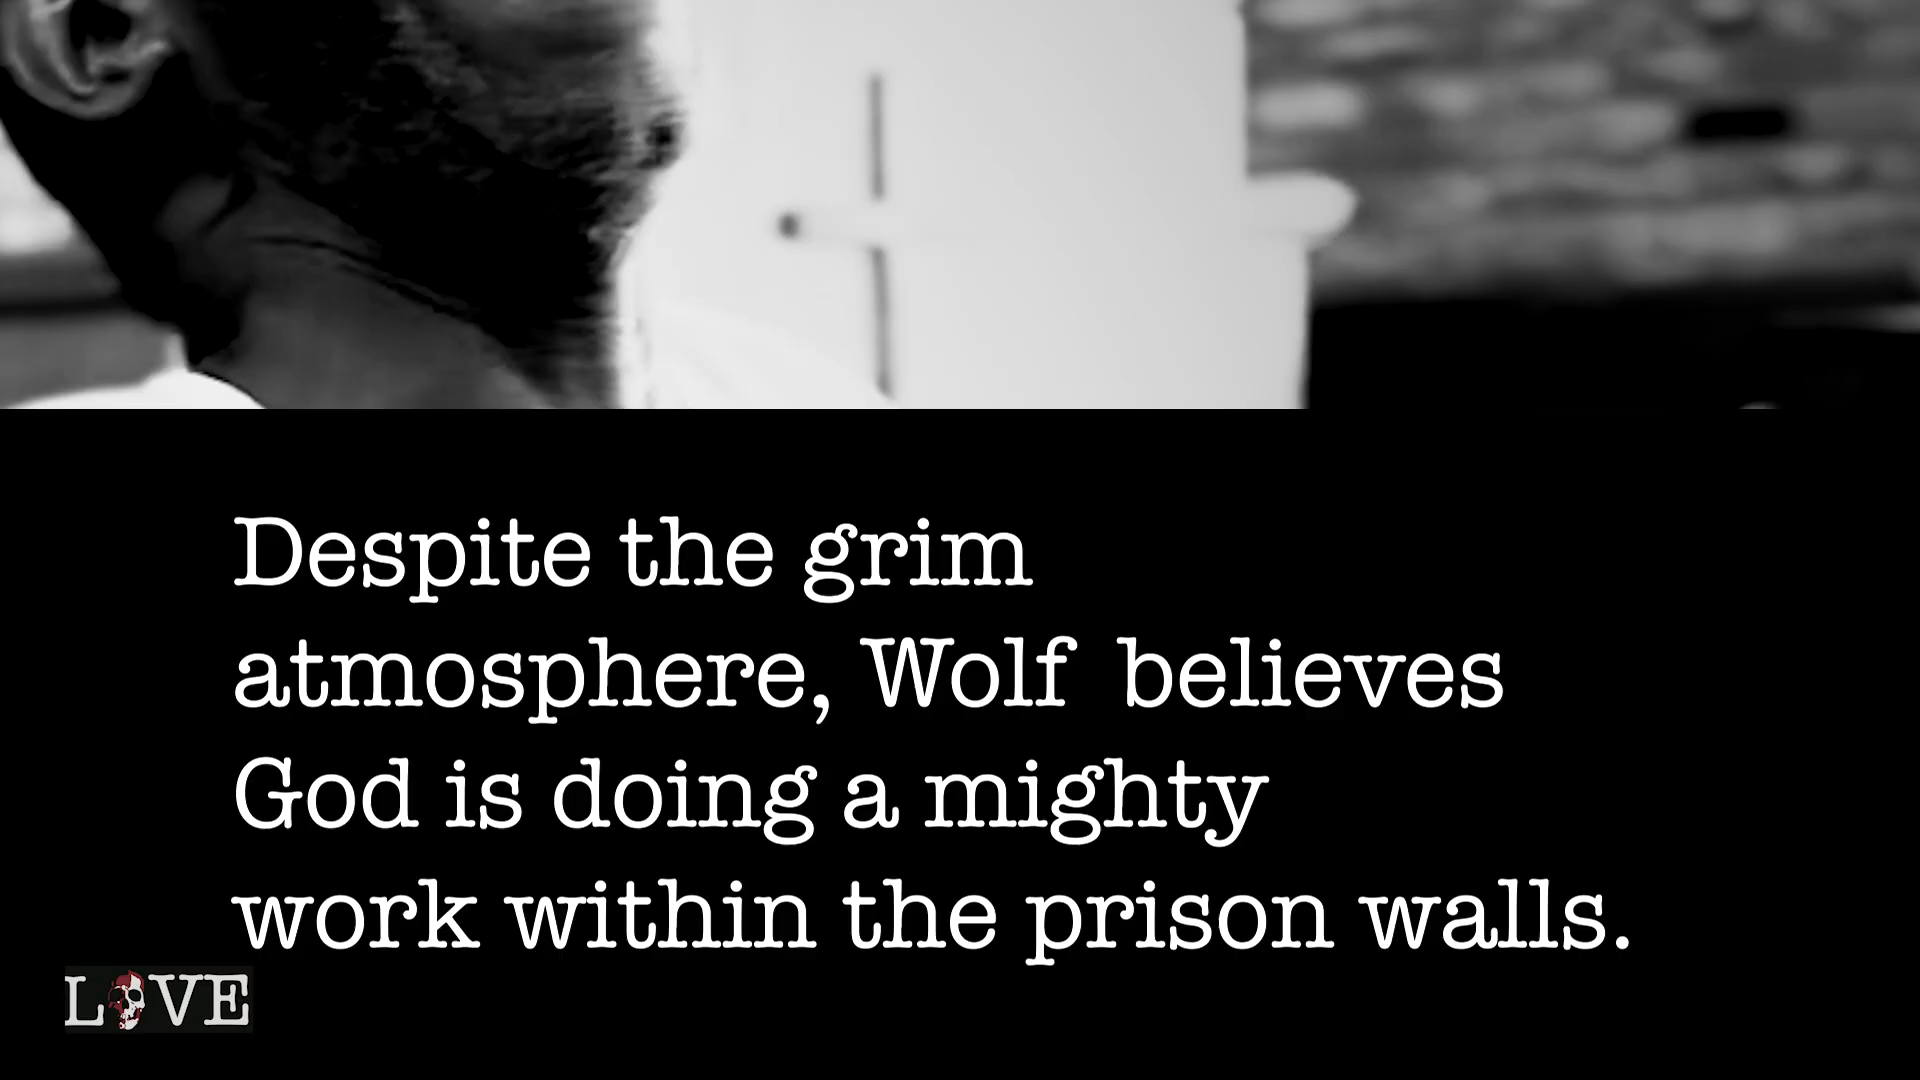 Despite the grim
atmosphere, Wolf  believes
God is doing a mighty
work within the prison walls.
LOVE